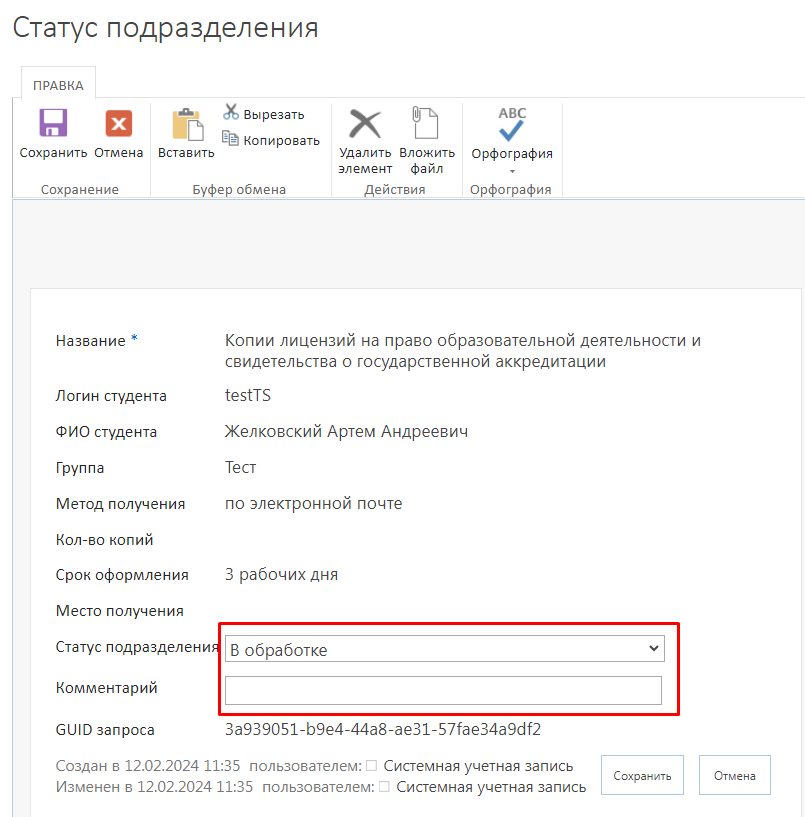 Статус подразделения
ПРАВКА
Сохранить Отмена
Сохранение
Вставить
Вырезать
Копировать
Буфер обмена
Удалить элемент
Вложить файл
Действия
ABC
Орфография
Орфография
Название * Копии лицензий на право образовательной деятельности и
свидетельства о государственной аккредитации
Логин студента testTS
ФИО студента Желковский Артем Андреевич
Группа Тест
Метод получения по электронной почте
Кол-во копий
Срок оформления 3 рабочих дня
Место получения
Статус подразделения В обработке
Комментарий
GUID запроса 3a939051-b9e4-44a8-ae31-57fae34a9df2
Создан в 12.02.2024 11:35 пользователем: Системная учетная запись
Изменен в 12.02.2024 11:35 пользователем: Системная учетная запись
Сохранить Отмена